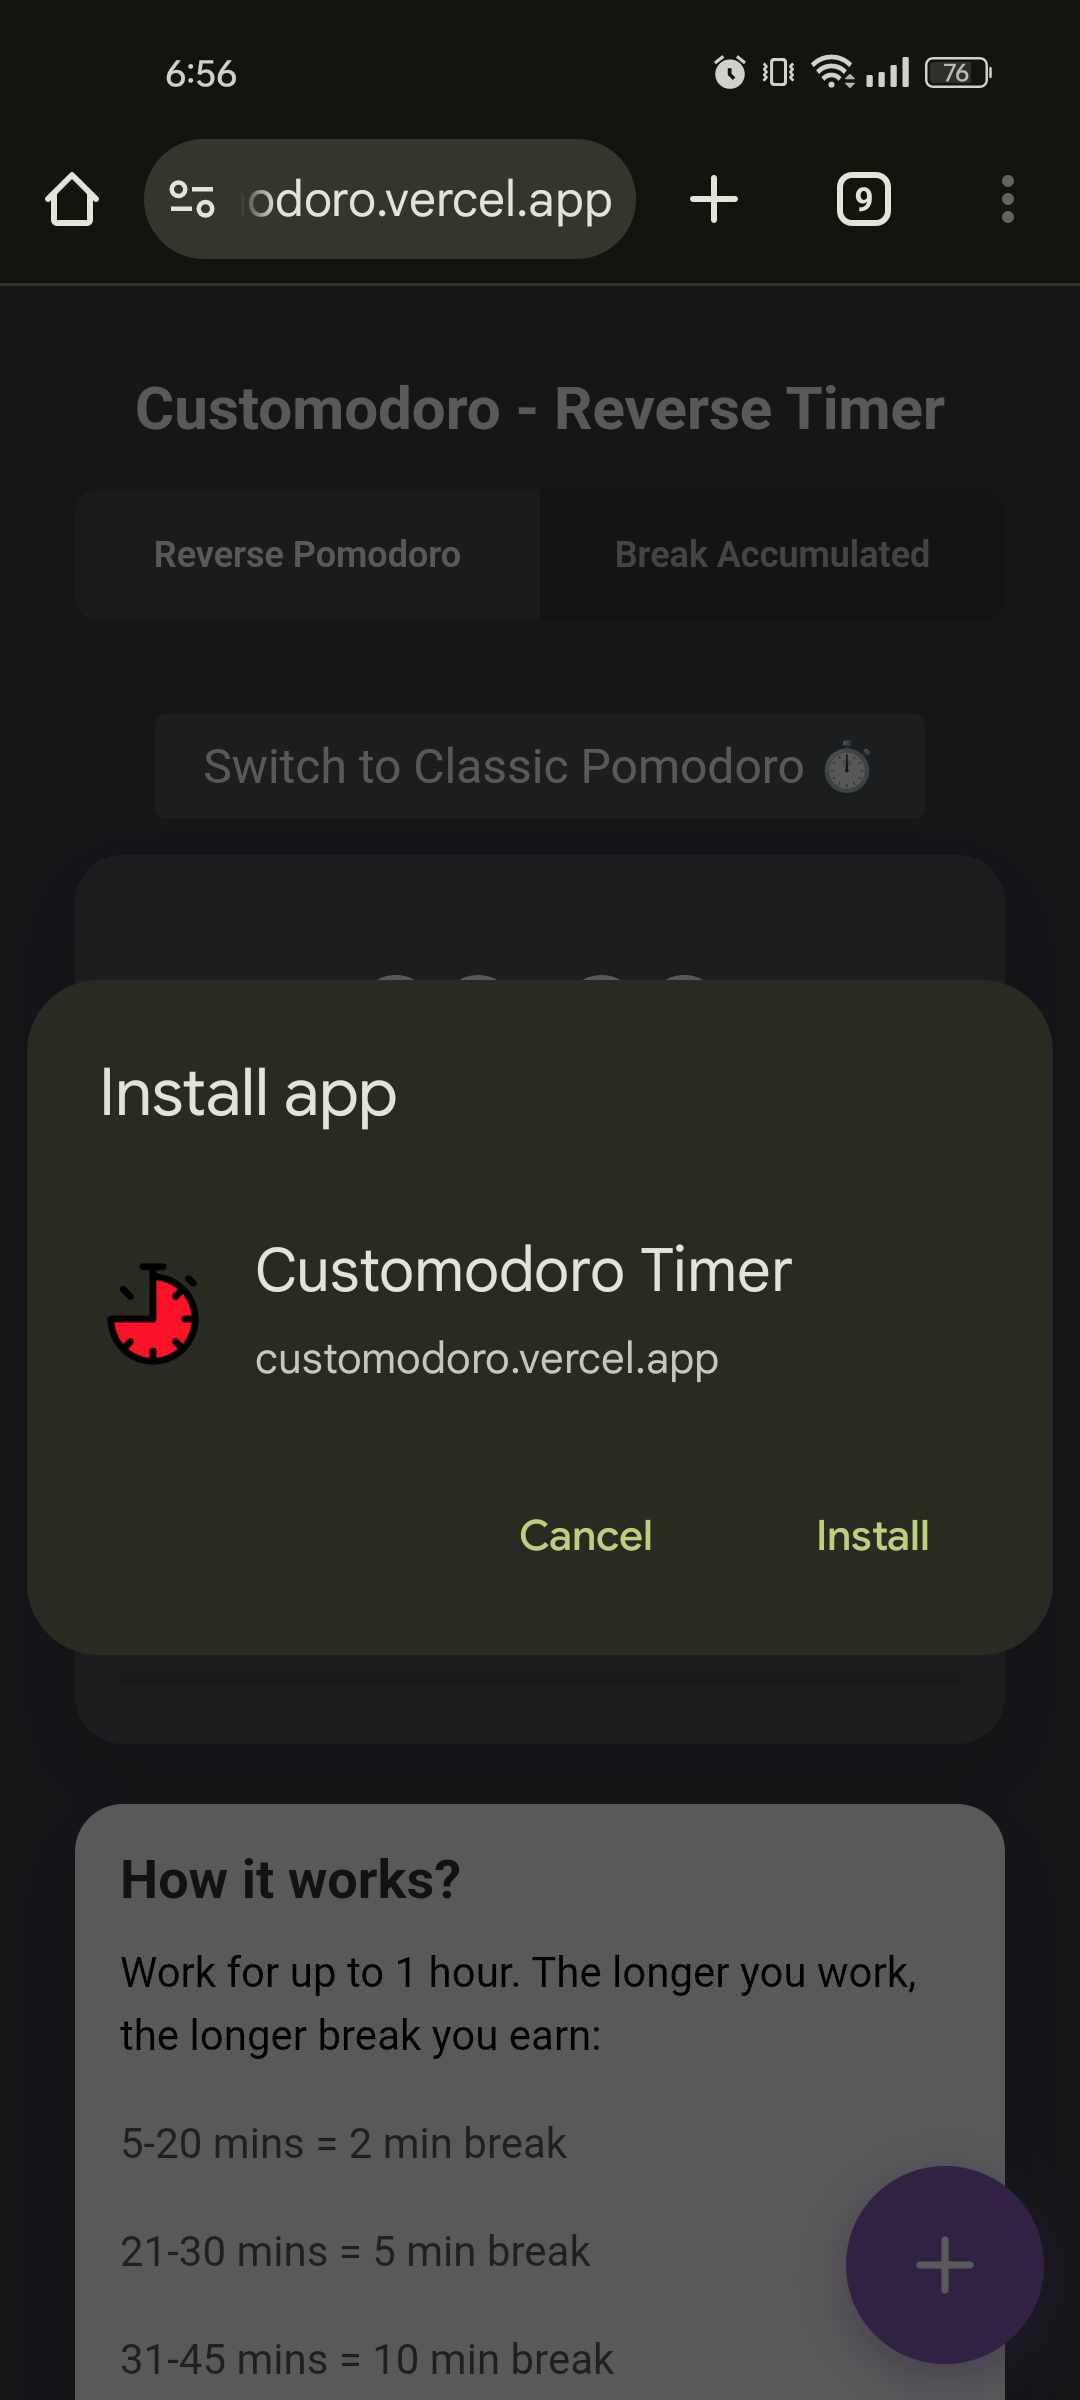 6:56
76
odoro.vercel.app
9
Customodoro - Reverse Timer
Reverse Pomodoro
Break Accumulated
Switch to Classic Pomodoro ⏱️
Install app
Customodoro Timer
customodoro.vercel.app
Cancel
Install
How it works?
Work for up to 1 hour. The longer you work,
the longer break you earn:
5-20 mins = 2 min break
21-30 mins = 5 min break
31-45 mins = 10 min break